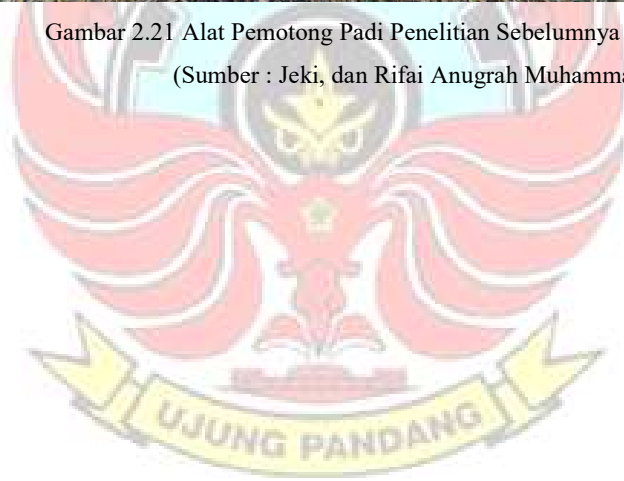 Gambar 2.21 Alat Pemotong Padi Penelitian Sebelumnya
(Sumber : Jeki, dan Rifai Anugrah
UJUNG PANDANG